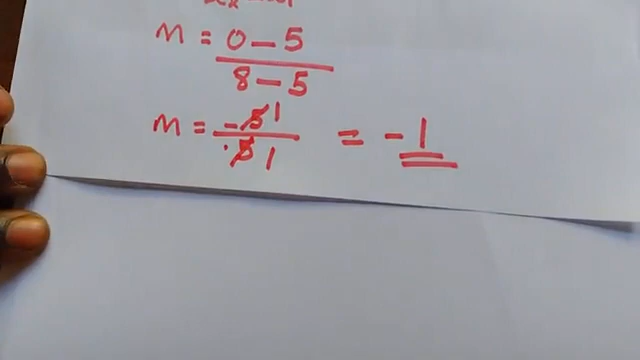 m = 0 - 5
8 - 5
m = -5 1
5 1 = -1